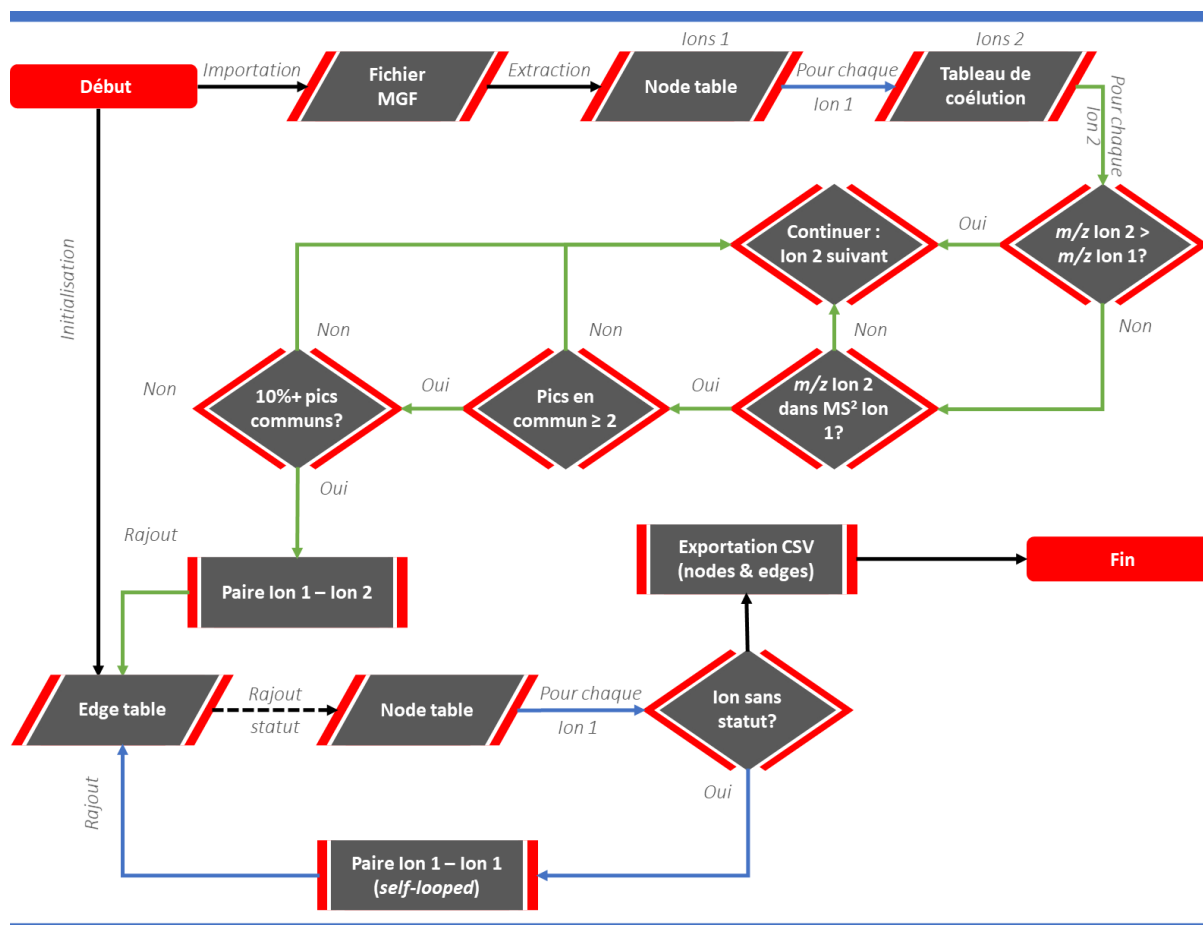 Ions 1
Ions 2
Début
Importation
Fichier
MGF
Extraction
Node table
Pour chaque
Ion 1
Tableau de
coélution
Pour chaque
Ion 2
Initialisation
Continuer :
Ion 2 suivant
Oui
m/z Ion 2 >
m/z Ion 1?
Non
Non
Non
Non
Non
10%+ pics
communs?
Oui
Pics en
commun ≥ 2
Oui
m/z Ion 2
dans MS² Ion
1?
Oui
Rajout
Paire Ion 1 – Ion 2
Exportation CSV
(nodes & edges)
Fin
Edge table
Rajout
statut
Node table
Pour chaque
Ion 1
Ion sans
statut?
Oui
Rajout
Paire Ion 1 – Ion 1
(self-looped)